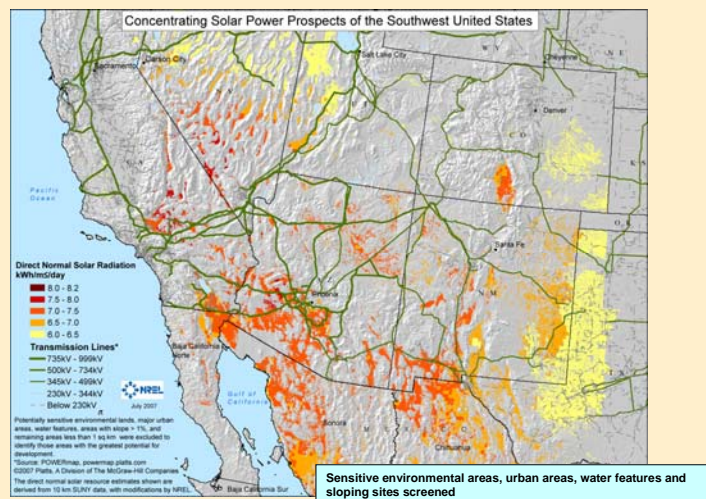 Concentrating Solar Power Prospects of the Southwest United States
W Y
N E
Salt Lake City
Cheyenne
Carson City
Sacramento
N V
U T
Denver
C O
K S
C A
Pacific
Ocean
O K
Santa Fe
N M
Phoenix
T X
Direct Normal Solar Radiation
kWh/m5/day
8.0 - 8.2
7.5 - 8.0
7.0 - 7.5
6.5 - 7.0
6.0 - 6.5
Transmission Lines*
735kV - 999kV
500kV - 734kV
345kV - 499kV
230kV - 344kV
Below 230kV
NREL
July 2007
Baja California
Norte
Gulf of
California
Sonora
Chihuahua
Baja California Sur
Potentially sensitive environmental lands, major urban
areas, water features, areas with slope > 1%, and
remaining areas less than 1 sq km were excluded to
identify those areas with the greatest potential for
development.
*Source: POWERmap, powermap.platts.com
©2007 Platts, A Division of The McGraw-Hill Companies
The direct normal solar resource estimates shown are
derived from 10 km SUNY data, with modifications by NREL.
Sensitive environmental areas, urban areas, water features and
sloping sites screened